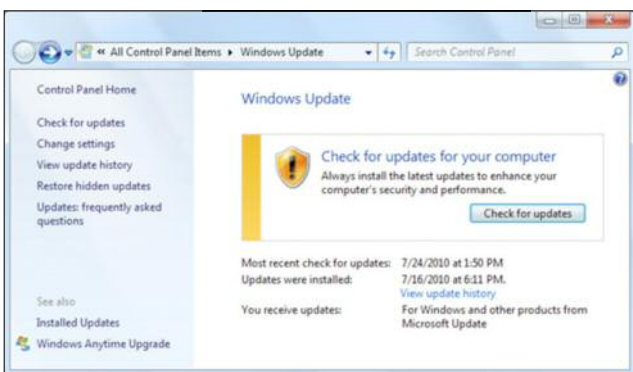 « All Control Panel Items ▸ Windows Update
Search Control Panel
Control Panel Home
Check for updates
Change settings
View update history
Restore hidden updates
Updates: frequently asked
questions
See also
Installed Updates
Windows Anytime Upgrade
Windows Update
Check for updates for your computer
Always install the latest updates to enhance your
computer's security and performance.
Check for updates
Most recent check for updates: 7/24/2010 at 1:50 PM
Updates were installed: 7/16/2010 at 6:11 PM.
View update history
You receive updates: For Windows and other products from
Microsoft Update